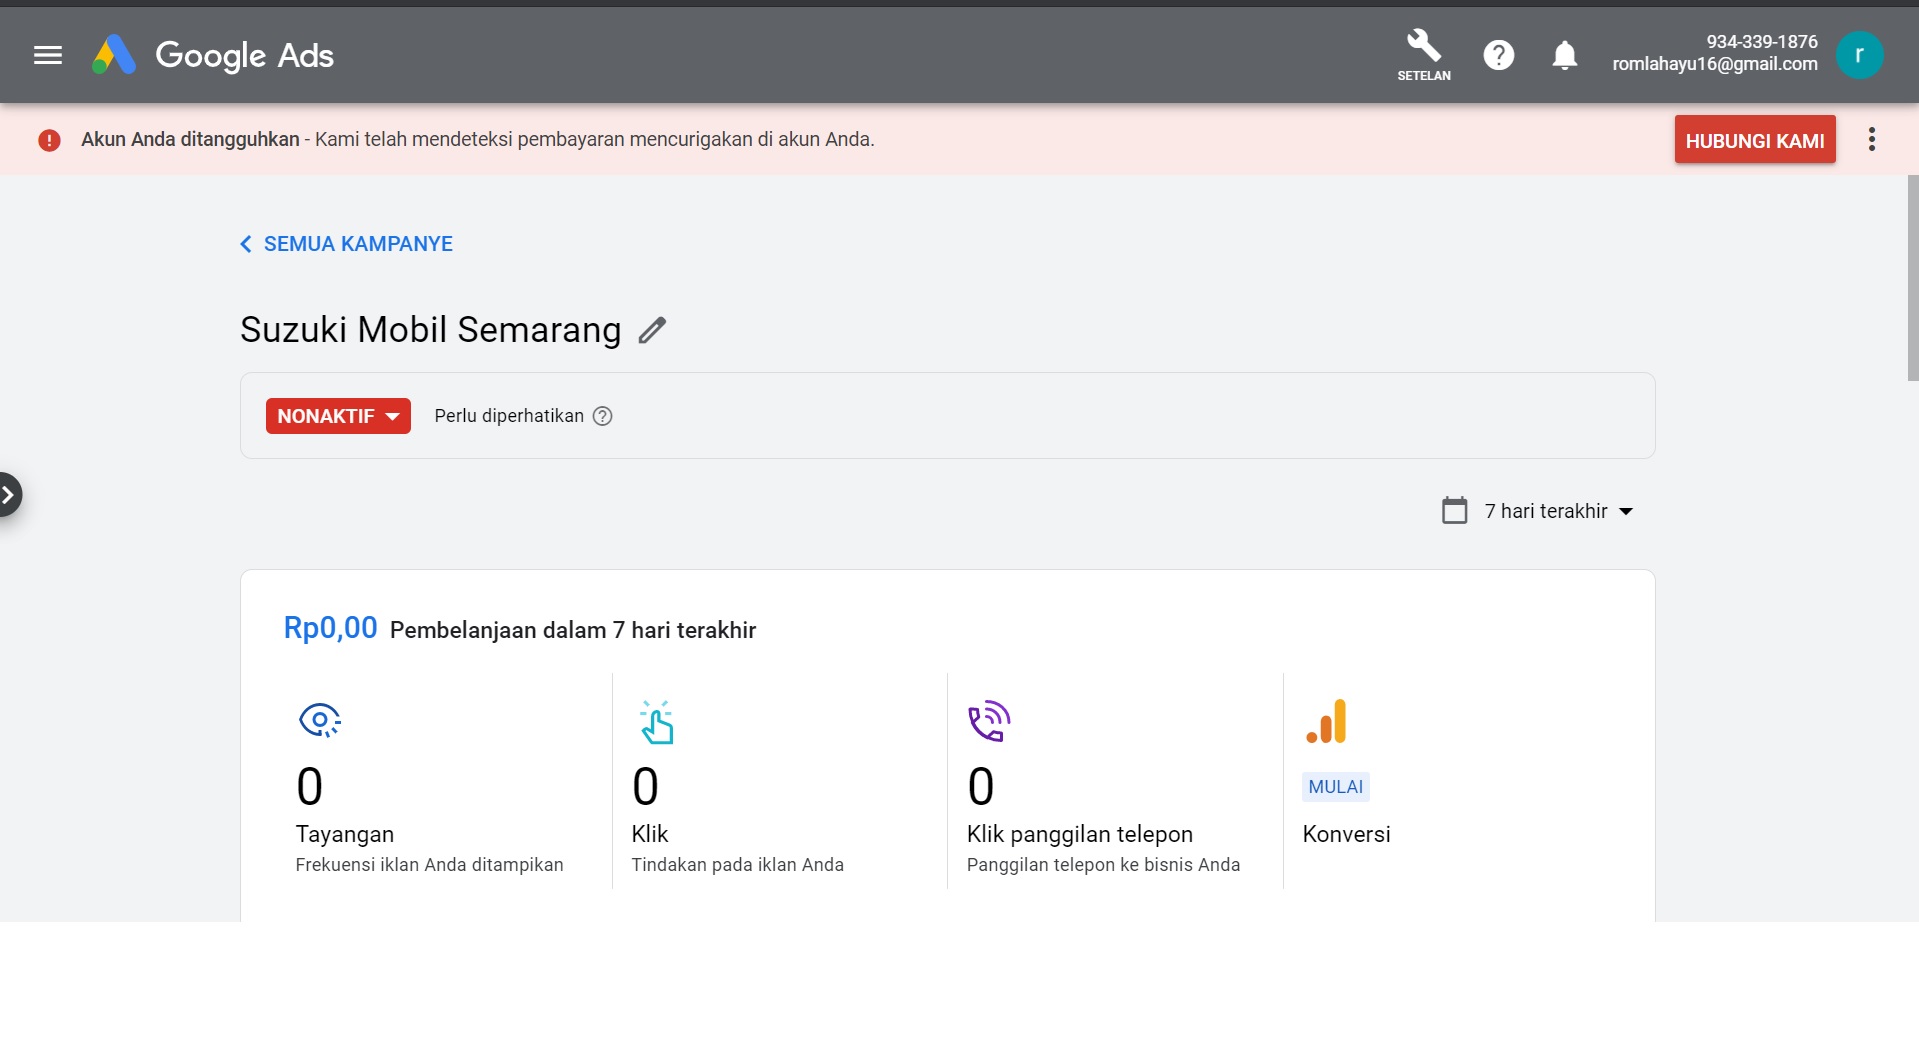 Google Ads
SETELAN
934-339-1876
romlahayu16@gmail.com
r
Akun Anda ditangguhkan - Kami telah mendeteksi pembayaran mencurigakan di akun Anda.
HUBUNGI KAMI
SEMUA KAMPANYE
Suzuki Mobil Semarang
NONAKTIF
Perlu diperhatikan
7 hari terakhir
Rp0,00 Pembelanjaan dalam 7 hari terakhir
0
Tayangan
Frekuensi iklan Anda ditampikan
0
Klik
Tindakan pada iklan Anda
0
Klik panggilan telepon
Panggilan telepon ke bisnis Anda
MULAI
Konversi